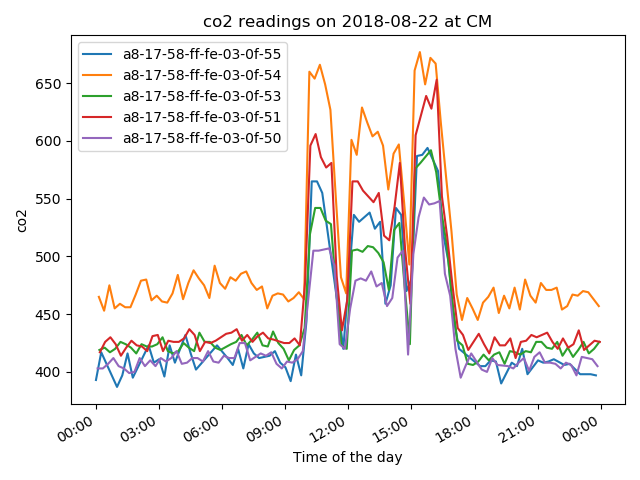 co2 readings on 2018-08-22 at CM
a8-17-58-ff-fe-03-0f-55
a8-17-58-ff-fe-03-0f-54
a8-17-58-ff-fe-03-0f-53
a8-17-58-ff-fe-03-0f-51
a8-17-58-ff-fe-03-0f-50
650
600
550
500
450
400
co2
00:00 03:00 06:00 09:00 12:00 15:00 18:00 21:00 00:00
Time of the day